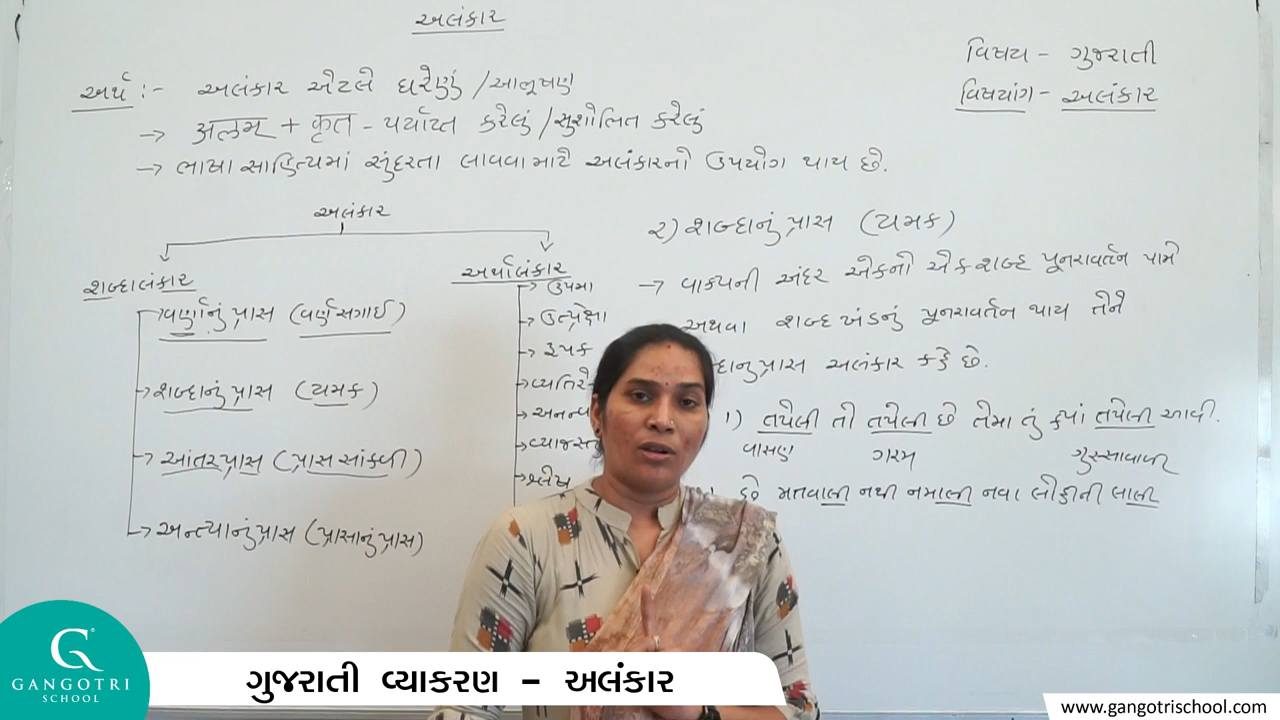 અલંકાર
વિષય - ગુજરાતી
વિષયાંગ - અલંકાર
અર્થ :- અલંકાર એટલે ઘરેણું / આભૂષણ
→ अलम् + कृत - પર્યાપ્ત કરેલું / સુશોભિત કરેલું
→ ભાષા સાહિત્યમાં સુંદરતા લાવવા માટે અલંકારનો ઉપયોગ થાય છે.
અલંકાર
શબ્દાલંકાર
→ વર્ણાનુંપ્રાસ (વર્ણસગાઈ)
→ શબ્દાનુંપ્રાસ (યમક)
→ આંતરપ્રાસ (પ્રાસસાંકળી)
→ અન્ત્યાનુંપ્રાસ (પ્રાસાનુંપ્રાસ)
અર્થાલંકાર
→ ઉપમા
→ ઉત્પ્રેક્ષા
→ રૂપક
→ વ્યતિરે
→ અનન્વ
→ વ્યાજસ્ત
→ શ્લેષ
૨) શબ્દાનુંપ્રાસ (યમક)
→ વાક્યની અંદર એકનો એક શબ્દ પૂનરાવર્તન પામે
અથવા શબ્દખંડનું પૂનરાવર્તન થાય તેને
દાનુપ્રાસ અલંકાર કહે છે.
૧) તપેલી તો તપેલી છે તેમા તું ક્યાં તપેલી આવી.
વાસણ ગરમ ગુસ્સાવાળી
છે મતવાલી નથી નમાલી નવા લોહીની લાલી
GANGOTRI
SCHOOL
ગુજરાતી વ્યાકરણ – અલંકાર
www.gangotrischool.com